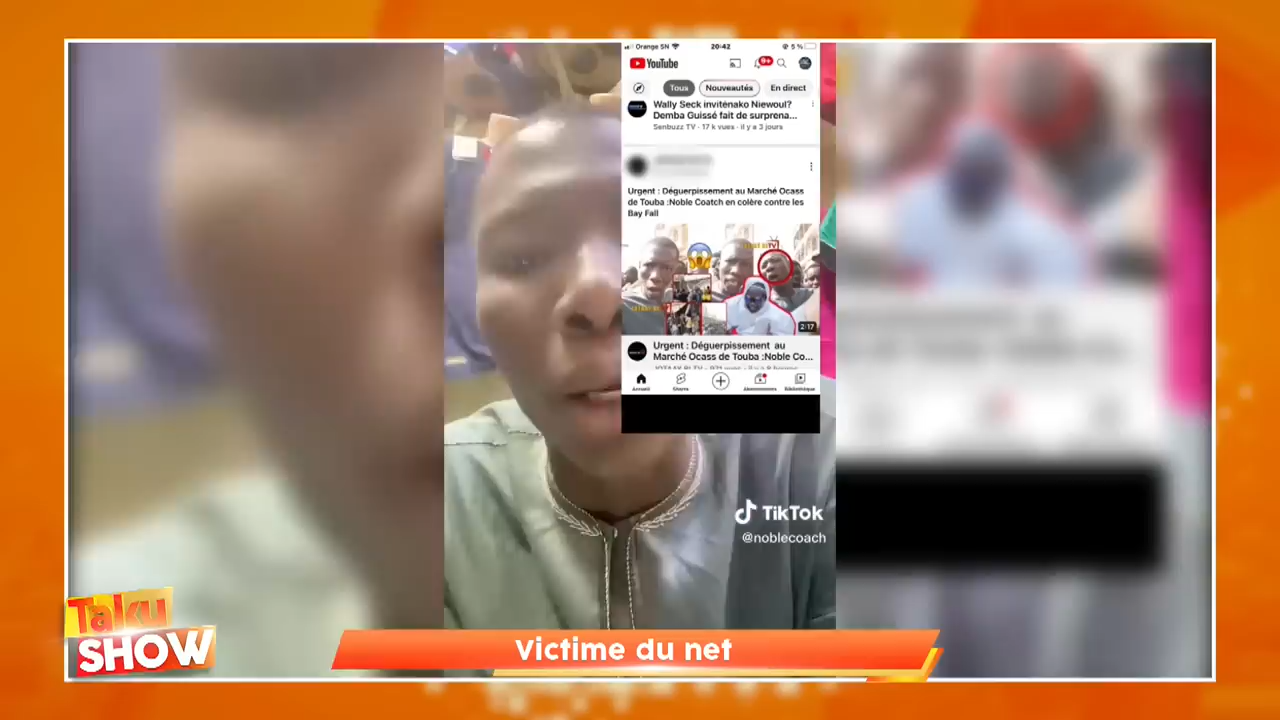 Orange SN
20:42
5 %
YouTube
9+
Tous
Nouveautés
En direct
Wally Seck inviténako Niewoul?
Demba Guissé fait de surprena...
Senbuzz TV - 17 k vues - il y a 3 jours
Urgent : Déguerpissement au Marché Ocass
de Touba :Noble Coatch en colère contre les
Bay Fall
2:17
Urgent : Déguerpissement au
Marché Ocass de Touba :Noble Co...
Accueil
Shorts
Abonnements
Bibliothèque
TikTok
@noblecoach
Taku
SHOW
Victime du net